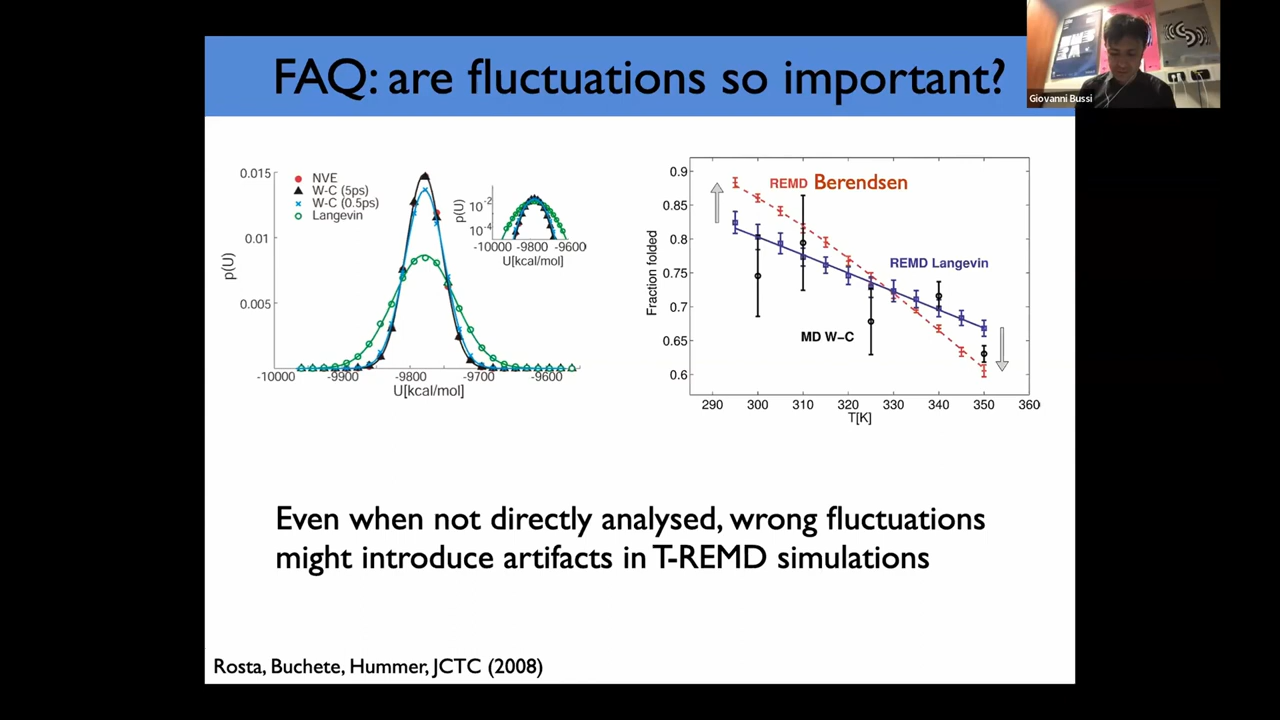 FAQ: are fluctuations so important?
Giovanni Bussi
NVE
W-C (5ps)
W-C (0.5ps)
Langevin
0.015
0.01
0.005
p(U)
-10000 -9900 -9800 -9700 -9600
U[kcal/mol]
p(U)
10^-2
10^-4
-10000 -9800 -9600
U[kcal/mol]
REMD Berendsen
REMD Langevin
MD W-C
Fraction folded
0.9
0.85
0.8
0.75
0.7
0.65
0.6
290 300 310 320 330 340 350 360
T[K]
Even when not directly analysed, wrong fluctuations
might introduce artifacts in T-REMD simulations
Rosta, Buchete, Hummer, JCTC (2008)